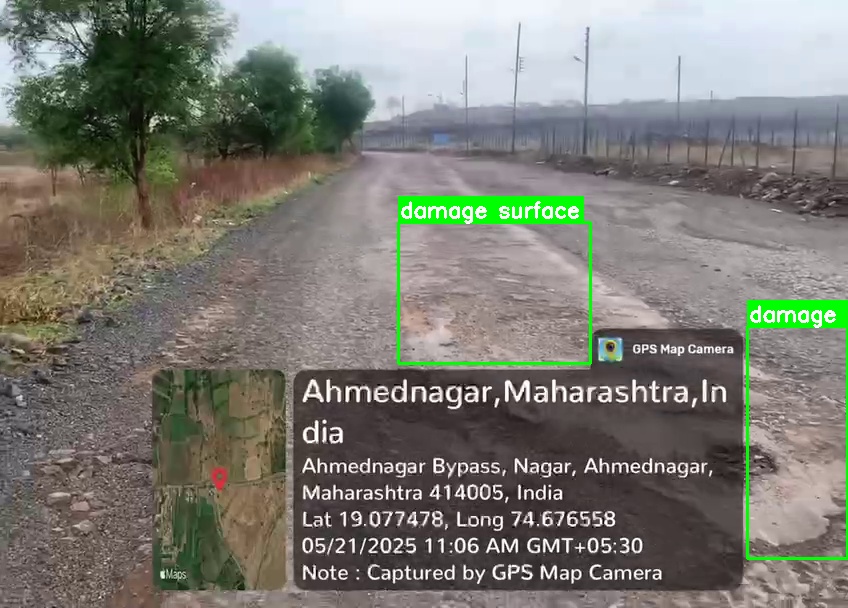 damage surface
damage
GPS Map Camera
Ahmednagar,Maharashtra,In
dia
Ahmednagar Bypass, Nagar, Ahmednagar,
Maharashtra 414005, India
Lat 19.077478, Long 74.676558
05/21/2025 11:06 AM GMT+05:30
Note : Captured by GPS Map Camera
Maps